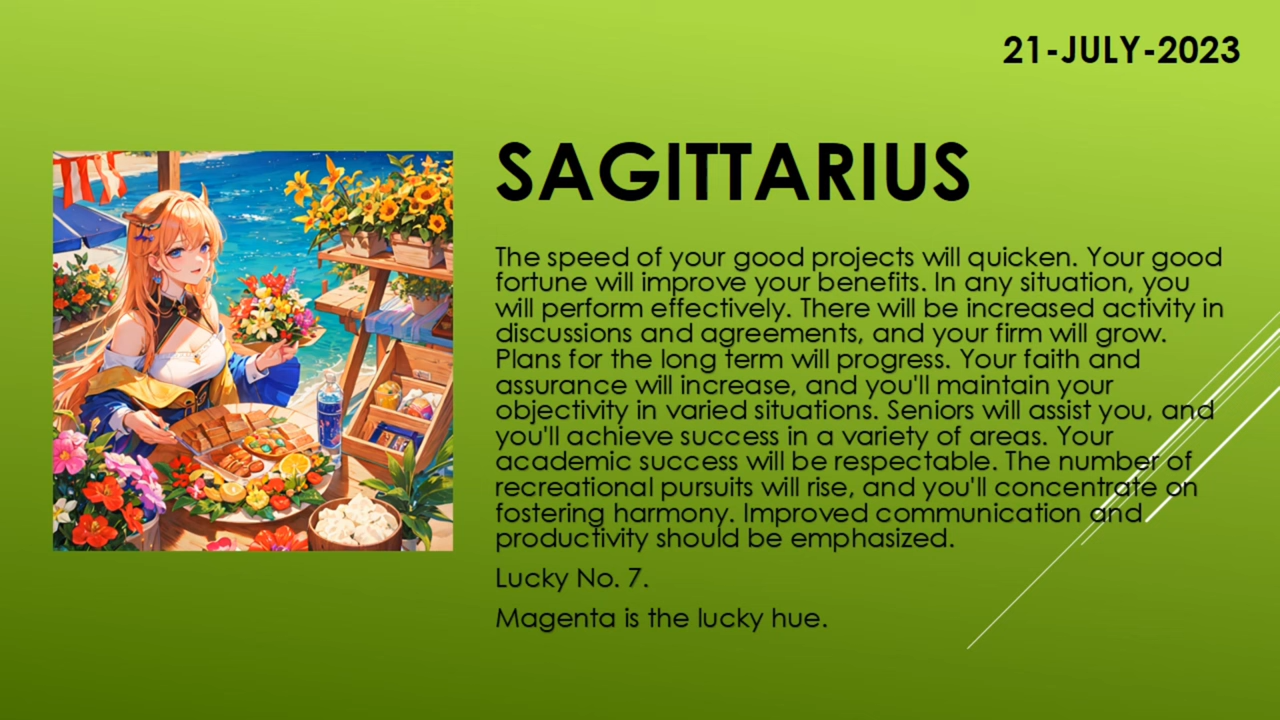 21-JULY-2023
SAGITTARIUS
The speed of your good projects will quicken. Your good
fortune will improve your benefits. In any situation, you
will perform effectively. There will be increased activity in
discussions and agreements, and your firm will grow.
Plans for the long term will progress. Your faith and
assurance will increase, and you'll maintain your
objectivity in varied situations. Seniors will assist you, and
you'll achieve success in a variety of areas. Your
academic success will be respectable. The number of
recreational pursuits will rise, and you'll concentrate on
fostering harmony. Improved communication and
productivity should be emphasized.
Lucky No. 7.
Magenta is the lucky hue.